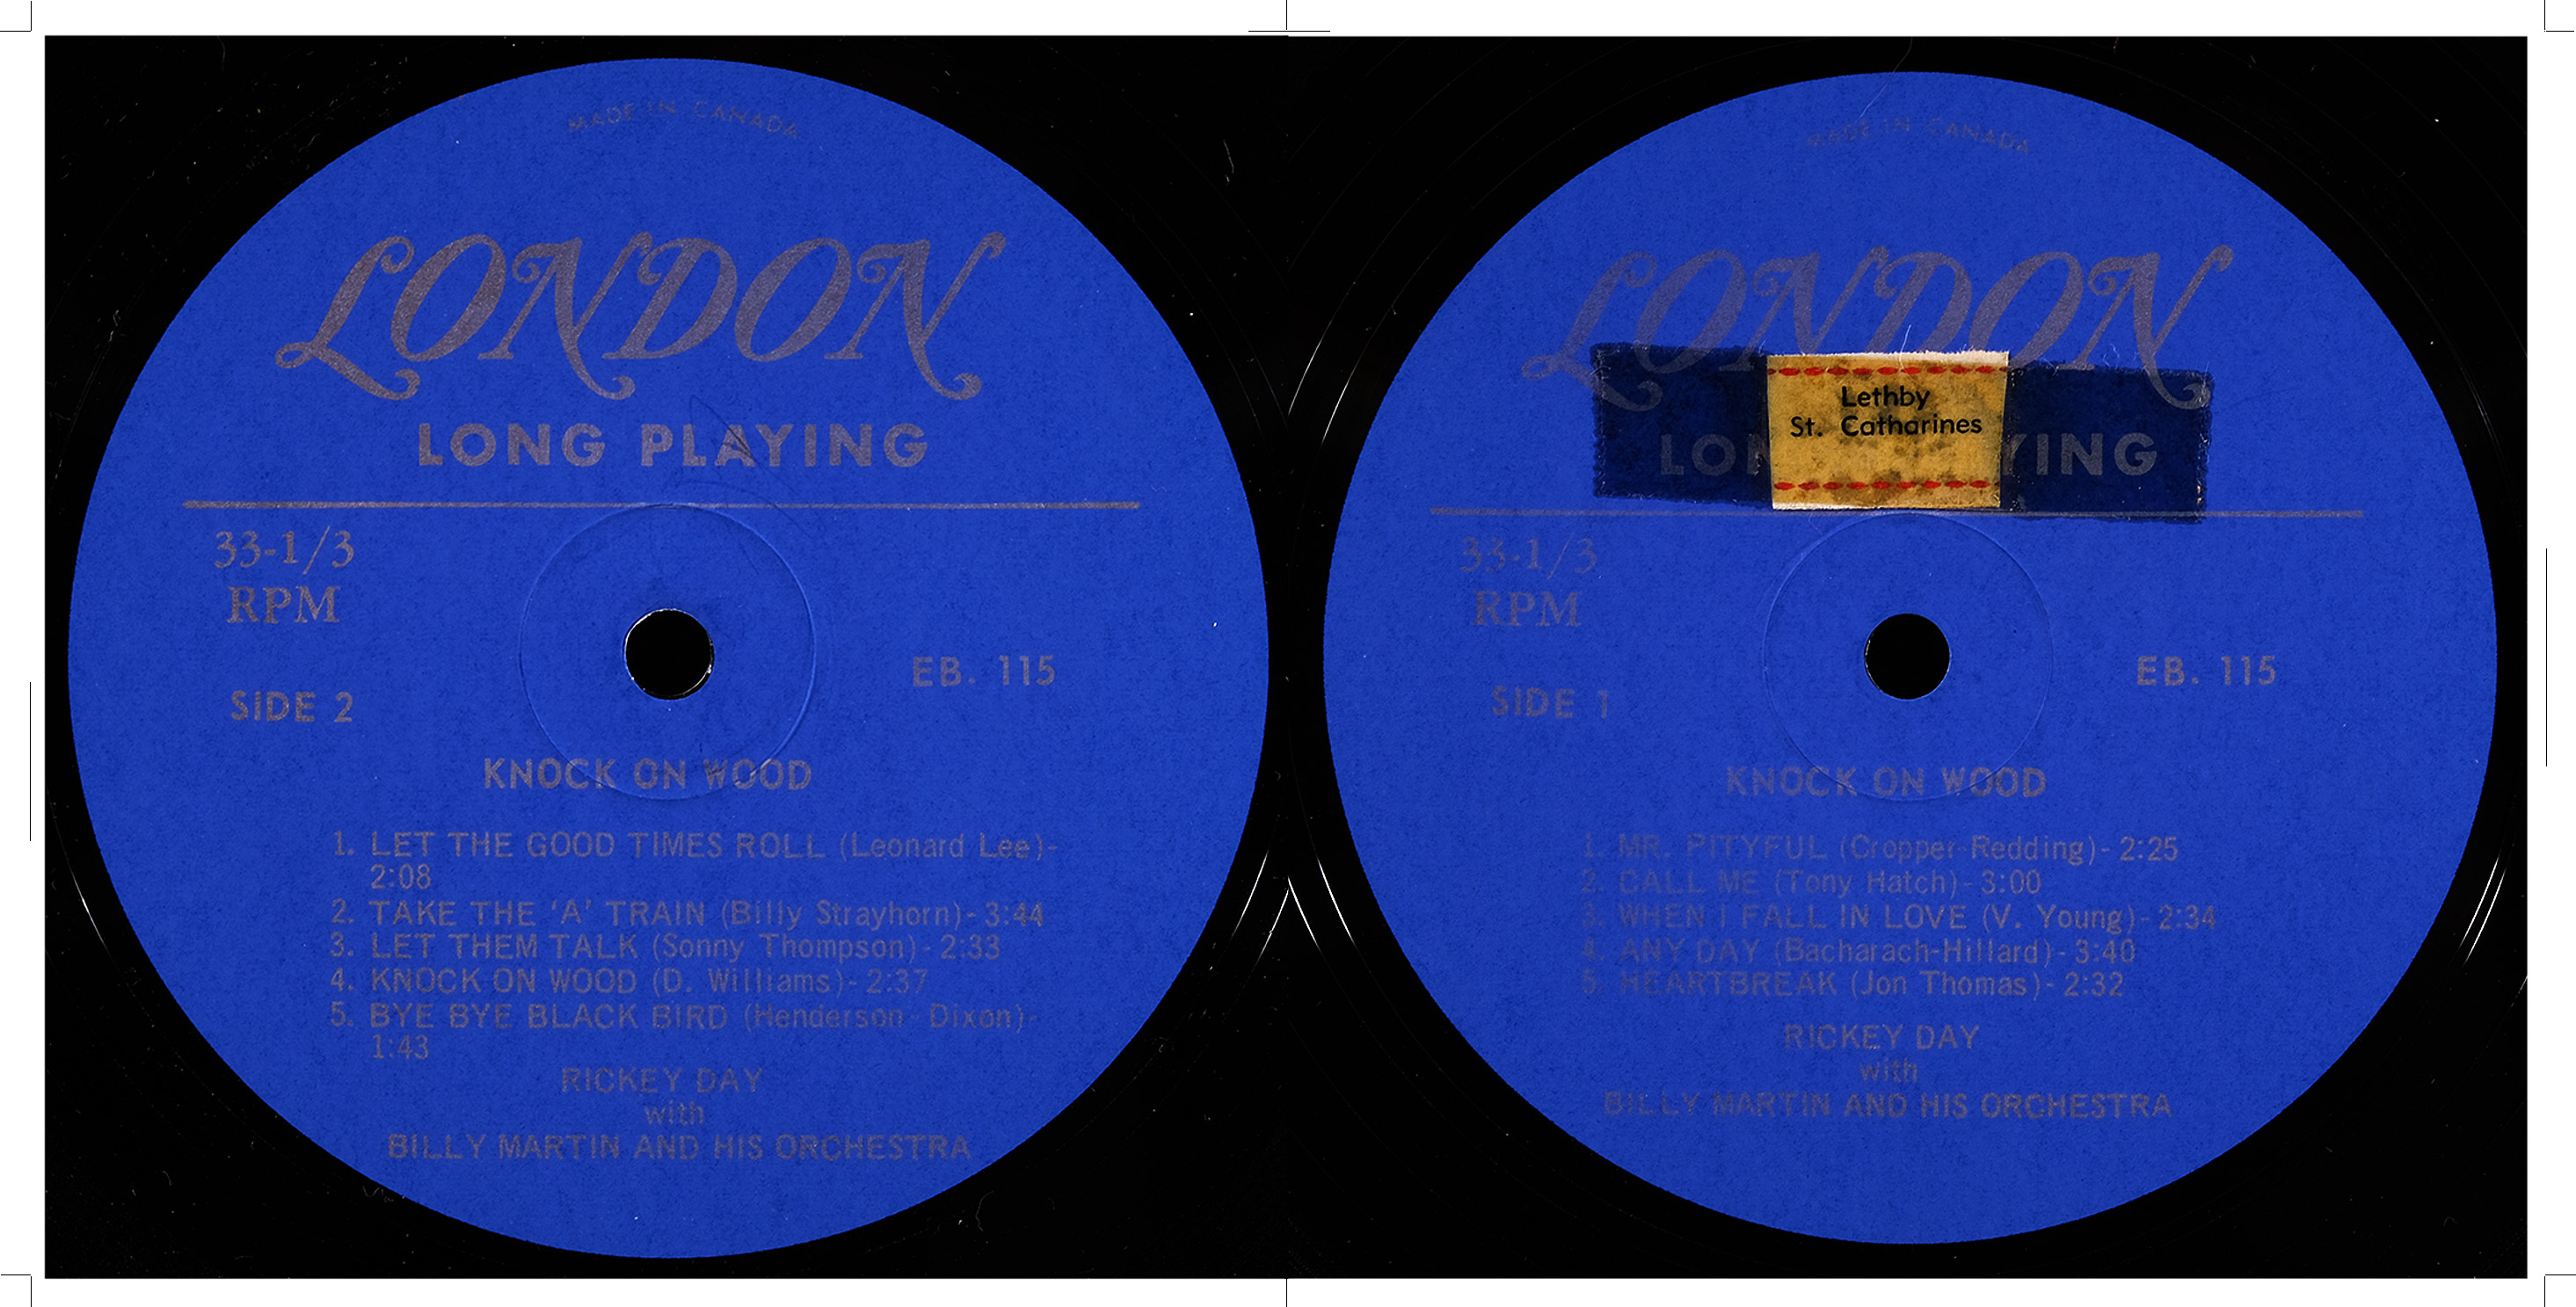 MADE IN CANADA
LONDON
LONG PLAYING
33-1/3
RPM
SIDE 2
EB. 115
KNOCK ON WOOD
1. LET THE GOOD TIMES ROLL (Leonard Lee)-
2:08
2. TAKE THE 'A' TRAIN (Billy Strayhorn)- 3:44
3. LET THEM TALK (Sonny Thompson)- 2:33
4. KNOCK ON WOOD (D. Williams)- 2:37
5. BYE BYE BLACK BIRD (Henderson-Dixon)-
1:43
RICKEY DAY
with
BILLY MARTIN AND HIS ORCHESTRA
MADE IN CANADA
LONDON
Lethby
St. Catharines
LON YING
33-1/3
RPM
SIDE 1
EB. 115
KNOCK ON WOOD
1. MR. PITYFUL (Cropper-Redding)- 2:25
2. CALL ME (Tony Hatch)- 3:00
3. WHEN I FALL IN LOVE (V. Young)- 2:34
4. ANY DAY (Bacharach-Hillard)- 3:40
5. HEARTBREAK (Jon Thomas)- 2:32
RICKEY DAY
with
BILLY MARTIN AND HIS ORCHESTRA